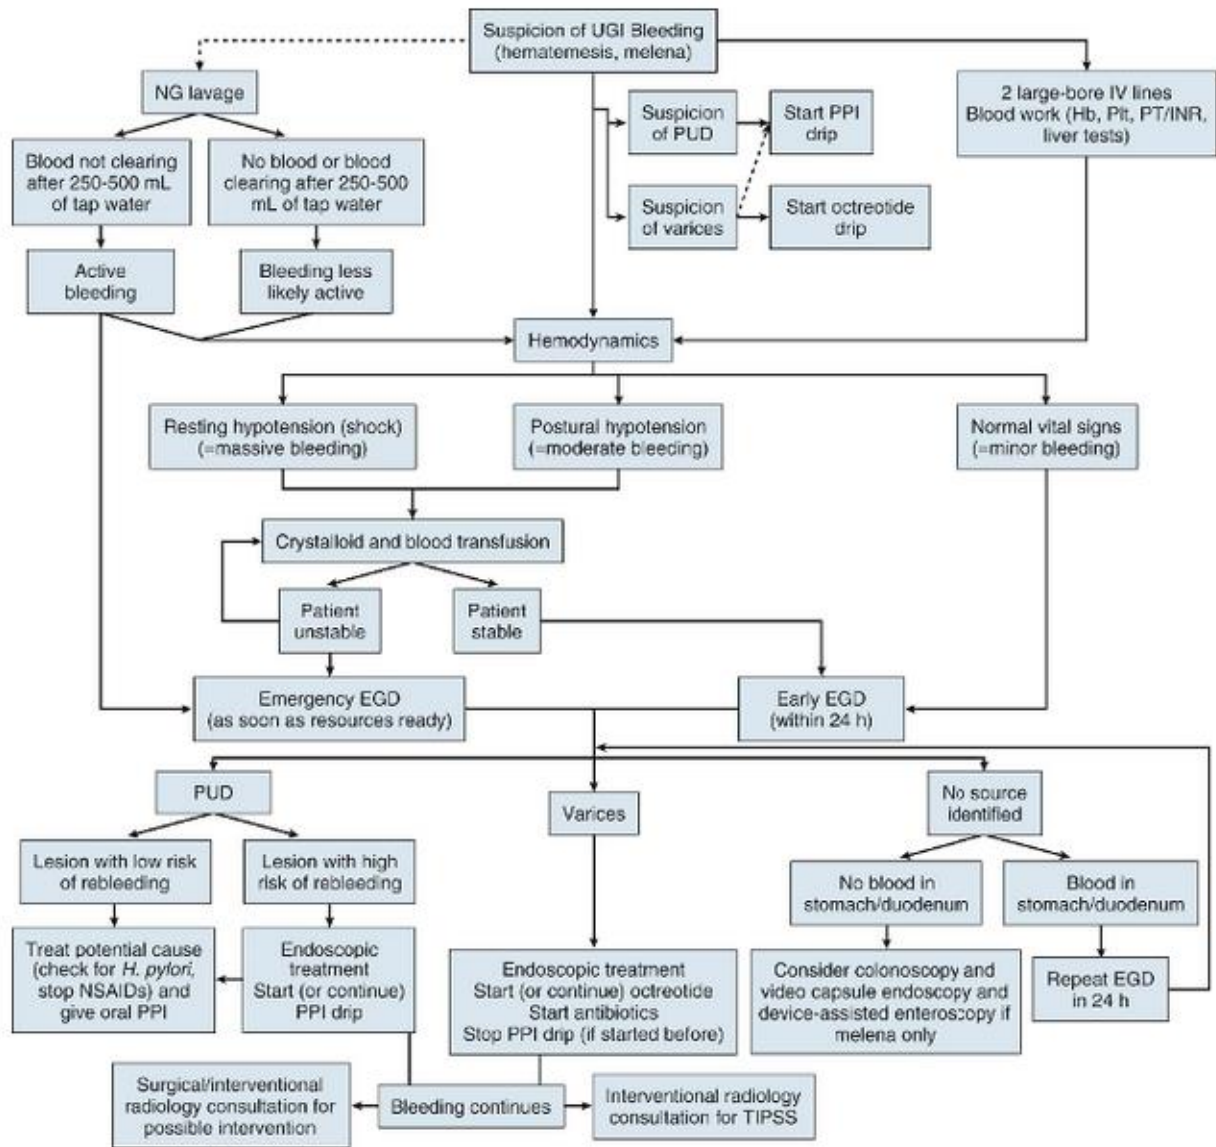 Suspicion of UGI Bleeding
(hematemesis, melena)
NG lavage
Suspicion
of PUD
Start PPI
drip
2 large-bore IV lines
Blood work (Hb, Plt, PT/INR,
liver tests)
Blood not clearing
after 250-500 mL
of tap water
No blood or blood
clearing after 250-500
mL of tap water
Suspicion
of varices
Start octreotide
drip
Active
bleeding
Bleeding less
likely active
Hemodynamics
Resting hypotension (shock)
(=massive bleeding)
Postural hypotension
(=moderate bleeding)
Normal vital signs
(=minor bleeding)
Crystalloid and blood transfusion
Patient
unstable
Patient
stable
Emergency EGD
(as soon as resources ready)
Early EGD
(within 24 h)
PUD
Varices
No source
identified
Lesion with low risk
of rebleeding
Lesion with high
risk of rebleeding
No blood in
stomach/duodenum
Blood in
stomach/duodenum
Treat potential cause
(check for H. pylori,
stop NSAIDs) and
give oral PPI
Endoscopic
treatment
Start (or continue)
PPI drip
Endoscopic treatment
Start (or continue) octreotide
Start antibiotics
Stop PPI drip (if started before)
Consider colonoscopy and
video capsule endoscopy and
device-assisted enteroscopy if
melena only
Repeat EGD
in 24 h
Surgical/interventional
radiology consultation for
possible intervention
Bleeding continues
Interventional radiology
consultation for TIPSS